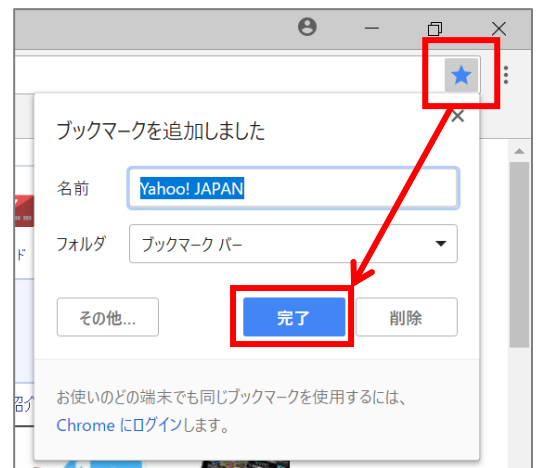 ブックマークを追加しました
名前
Yahoo! JAPAN
フォルダ
ブックマーク バー
ド
その他...
完了
削除
お使いのどの端末でも同じブックマークを使用するには、
Chrome にログインします。